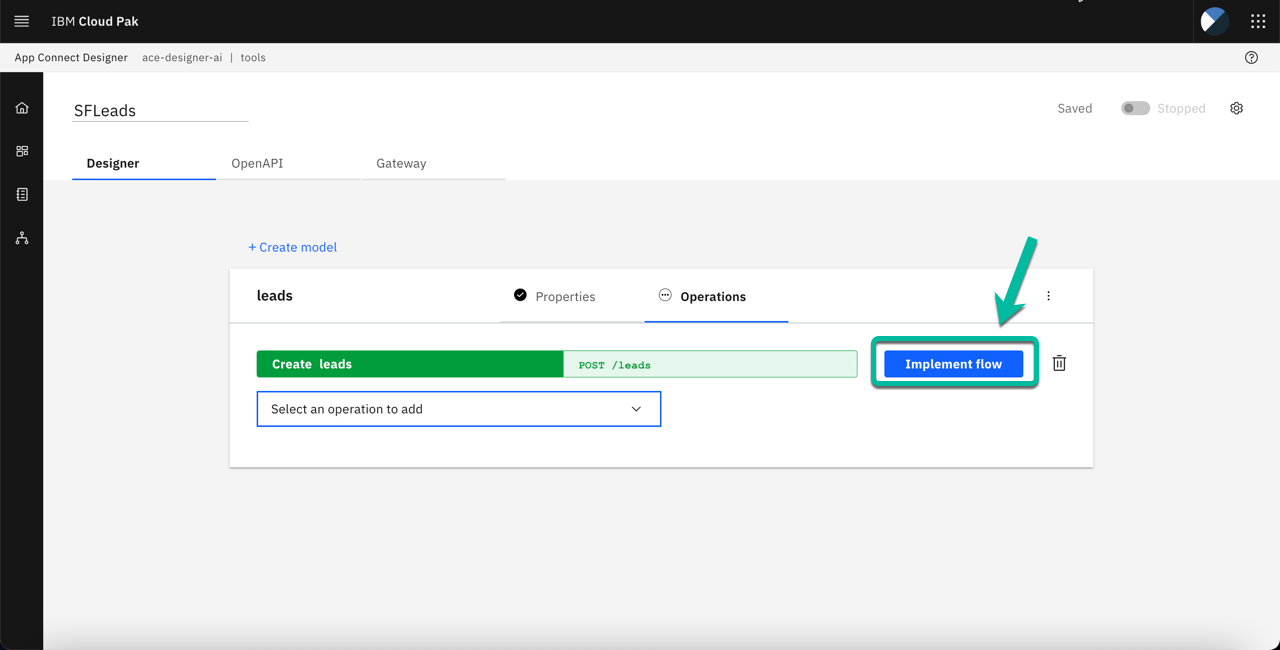 IBM Cloud Pak
App Connect Designer ace-designer-ai | tools
SFLeads
Saved
Stopped
Designer
OpenAPI
Gateway
+ Create model
leads
Properties
Operations
Create leads
POST /leads
Implement flow
Select an operation to add